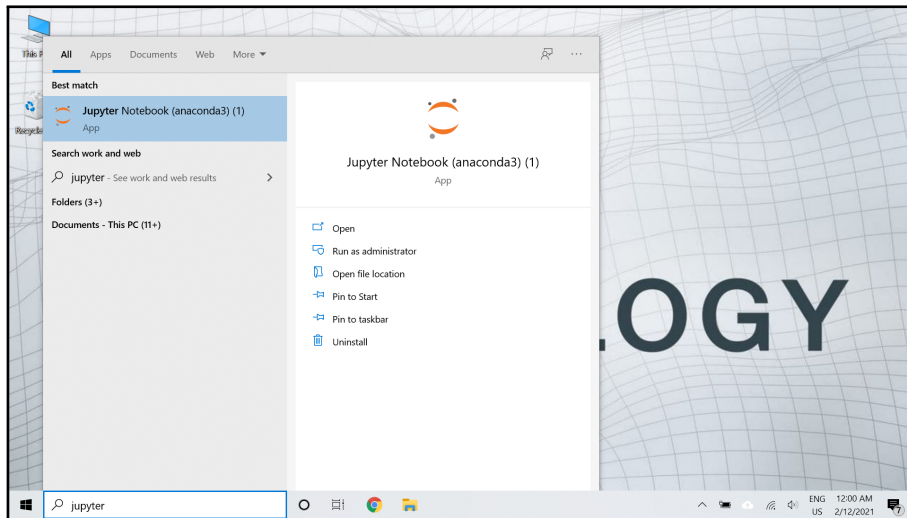 This P
Recycle
All Apps Documents Web More
Best match
Jupyter Notebook (anaconda3) (1)
App
Search work and web
jupyter - See work and web results
Folders (3+)
Documents - This PC (11+)
Jupyter Notebook (anaconda3) (1)
App
Open
Run as administrator
Open file location
Pin to Start
Pin to taskbar
Uninstall
LOGY
jupyter
ENG
US
12:00 AM
2/12/2021
7